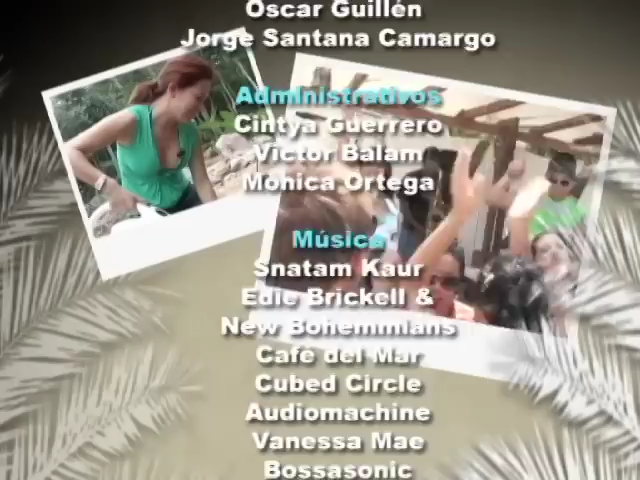 Oscar Guillén
Jorge Santana Camargo
Administrativos
Cintya Guerrero
Victor Balam
Monica Ortega
Música
Snatam Kaur
Edie Brickell &
New Bohemmians
Café del Mar
Cubed Circle
Audiomachine
Vanessa Mae
Bossasonic